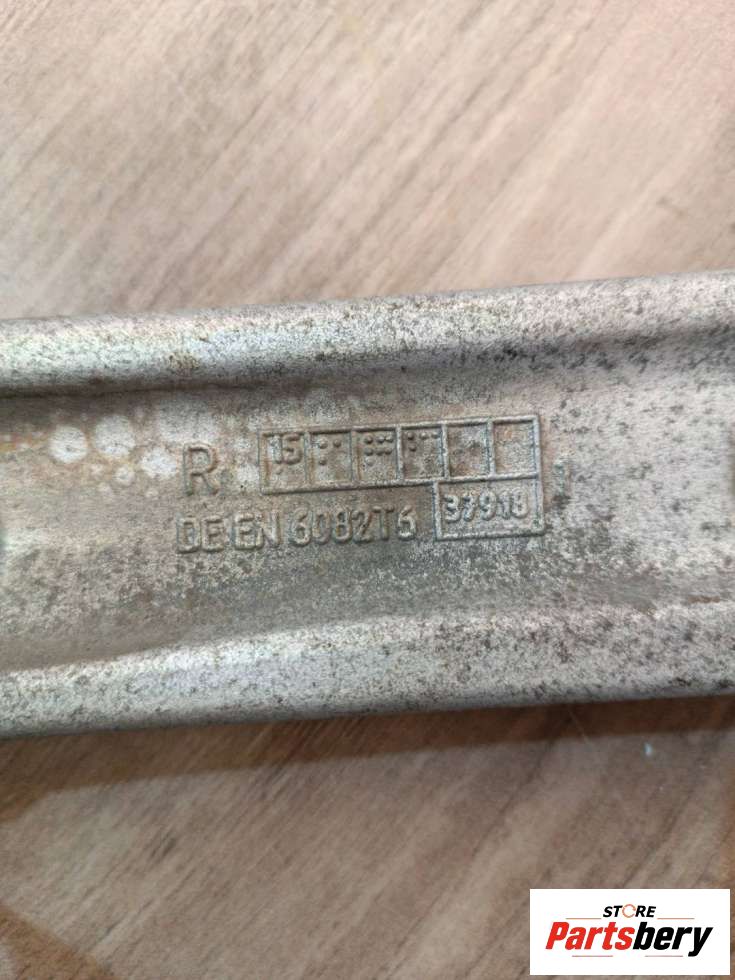 R 15
DE EN 6082T6 37918
STORE
Partsbery